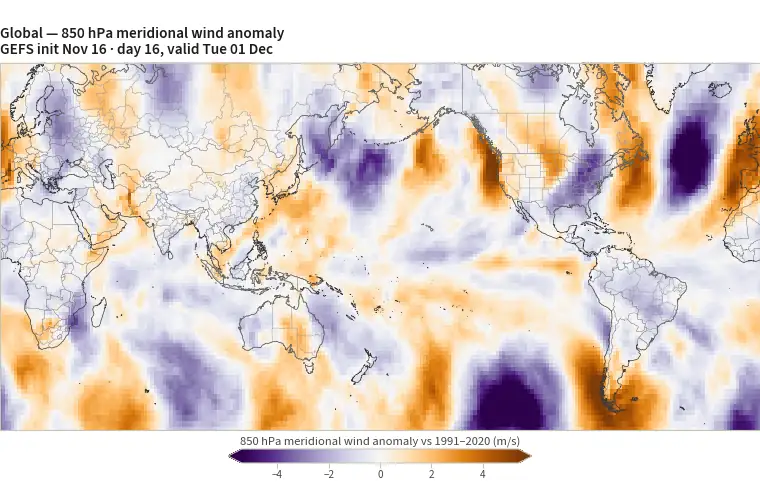 Global — 850 hPa meridional wind anomaly
GEFS init Nov 16 · day 16, valid Tue 01 Dec
850 hPa meridional wind anomaly vs 1991–2020 (m/s)
−4 −2 0 2 4